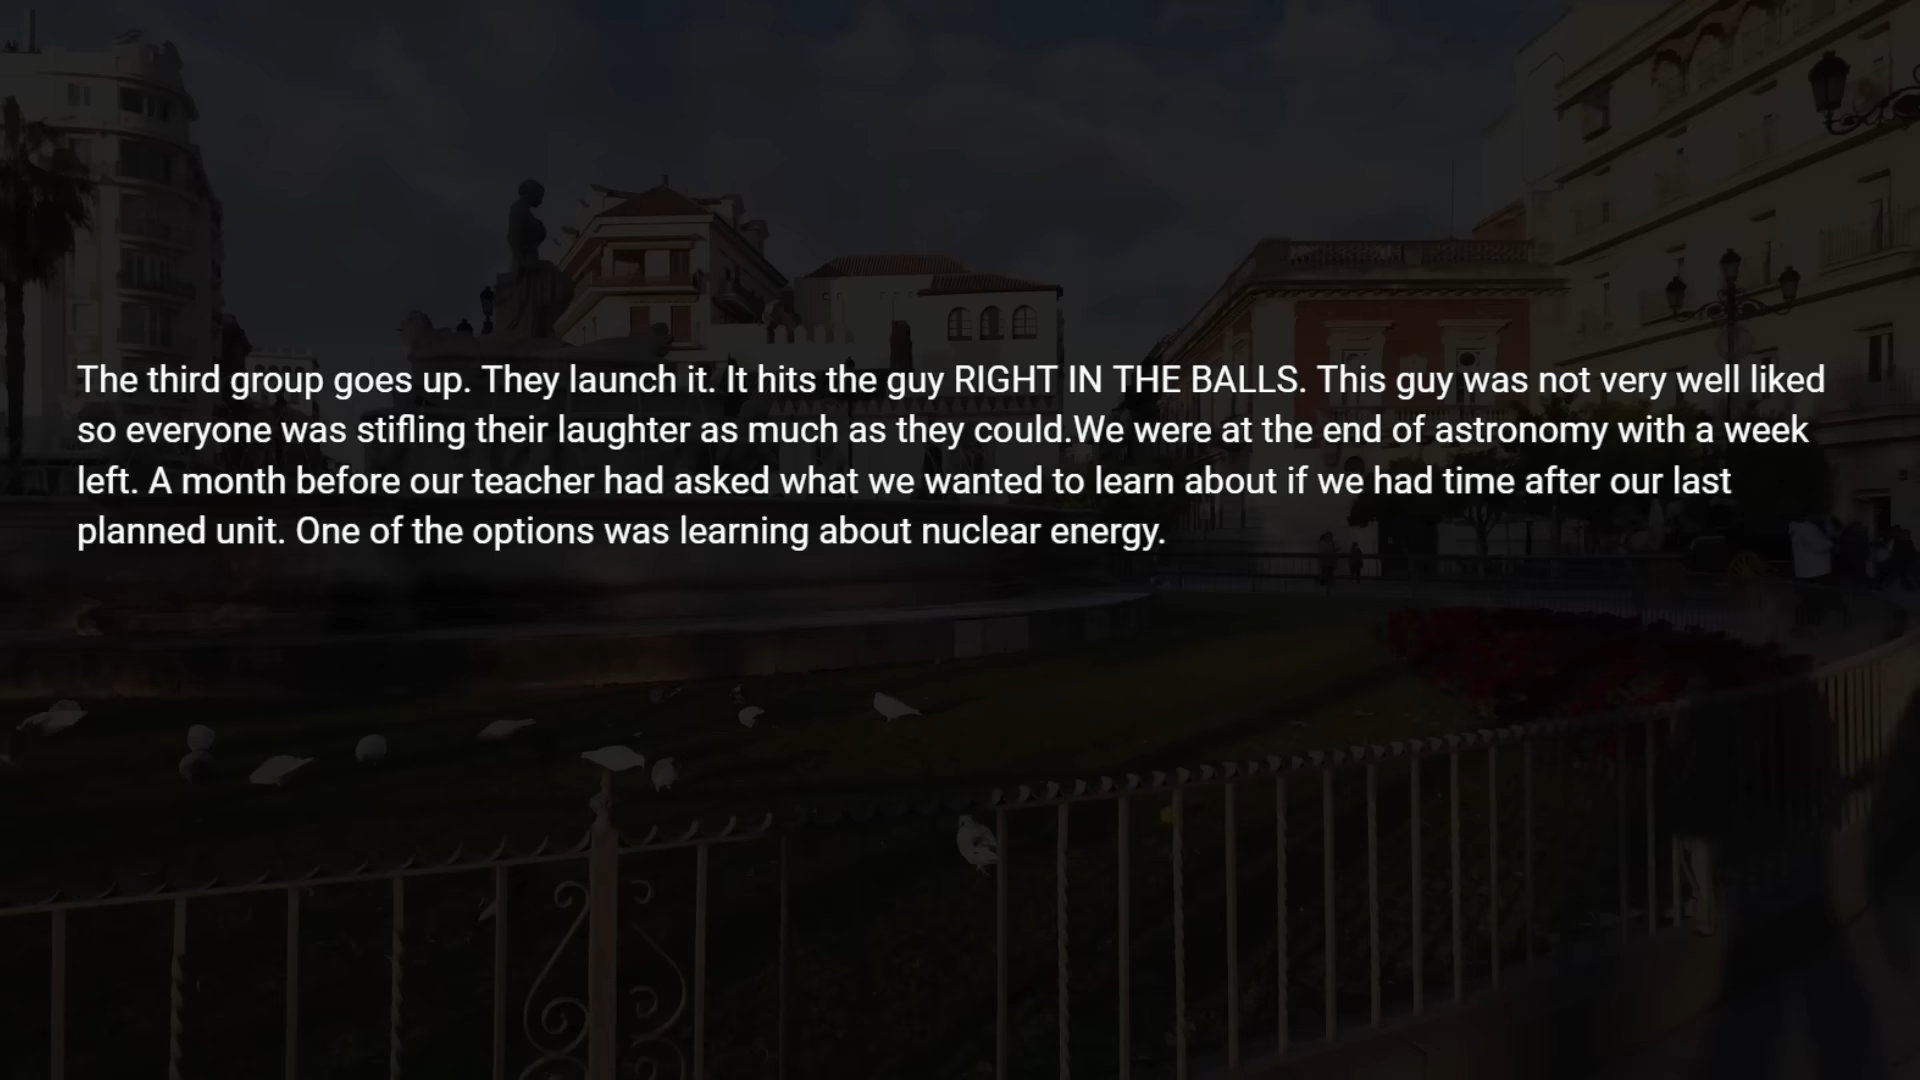 The third group goes up. They launch it. It hits the guy RIGHT IN THE BALLS. This guy was not very well liked
so everyone was stifling their laughter as much as they could.We were at the end of astronomy with a week
left. A month before our teacher had asked what we wanted to learn about if we had time after our last
planned unit. One of the options was learning about nuclear energy.